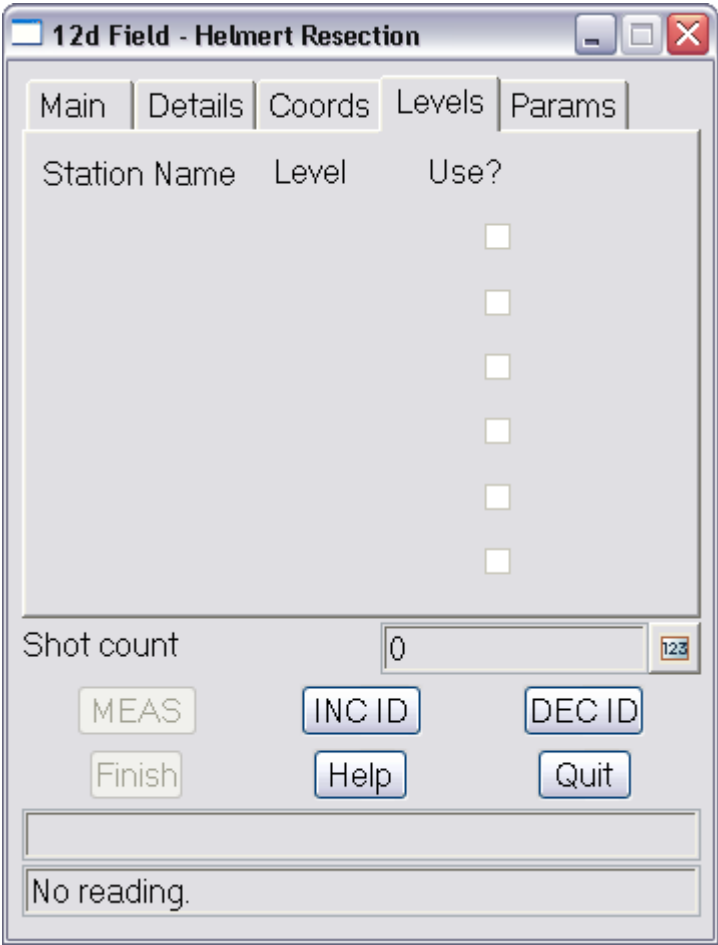 12d Field - Helmert Resection
Main Details Coords Levels Params
Station Name Level Use?
Shot count 0 123
MEAS INC ID DEC ID
Finish Help Quit
No reading.